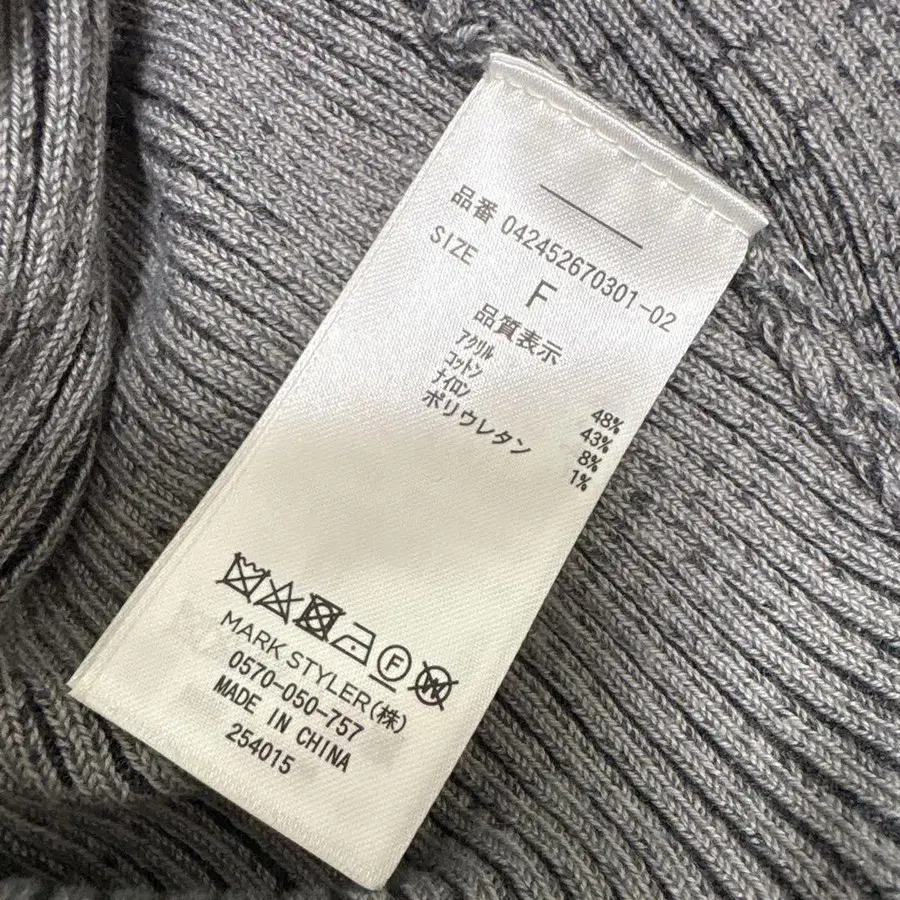 品番 042452670301-02
SIZE
F
品質表示
アクリル 48%
コットン 43%
ナイロン 8%
ポリウレタン 1%
F W
MARK STYLER(株)
0570-050-757
MADE IN CHINA
254015